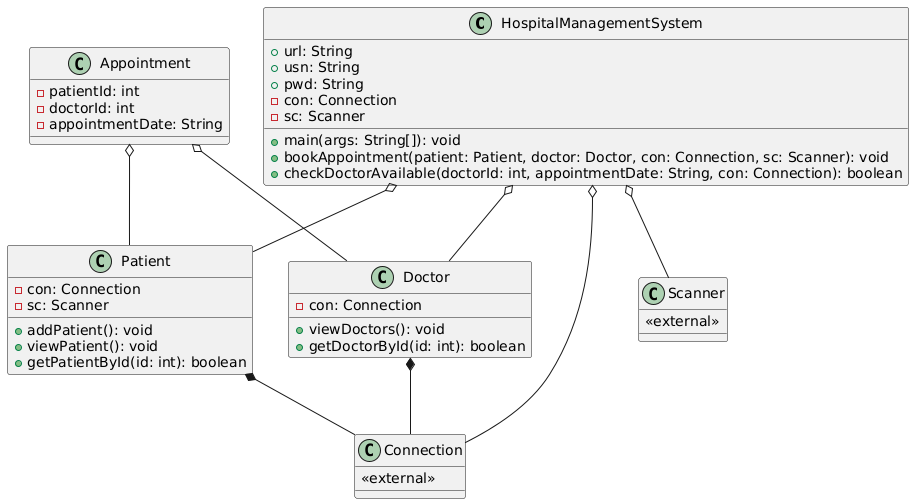 C HospitalManagementSystem
url: String
usn: String
pwd: String
con: Connection
sc: Scanner
main(args: String[]): void
bookAppointment(patient: Patient, doctor: Doctor, con: Connection, sc: Scanner): void
checkDoctorAvailable(doctorId: int, appointmentDate: String, con: Connection): boolean
C Appointment
patientId: int
doctorId: int
appointmentDate: String
C Patient
con: Connection
sc: Scanner
addPatient(): void
viewPatient(): void
getPatientById(id: int): boolean
C Doctor
con: Connection
viewDoctors(): void
getDoctorById(id: int): boolean
C Scanner
«external»
C Connection
«external»